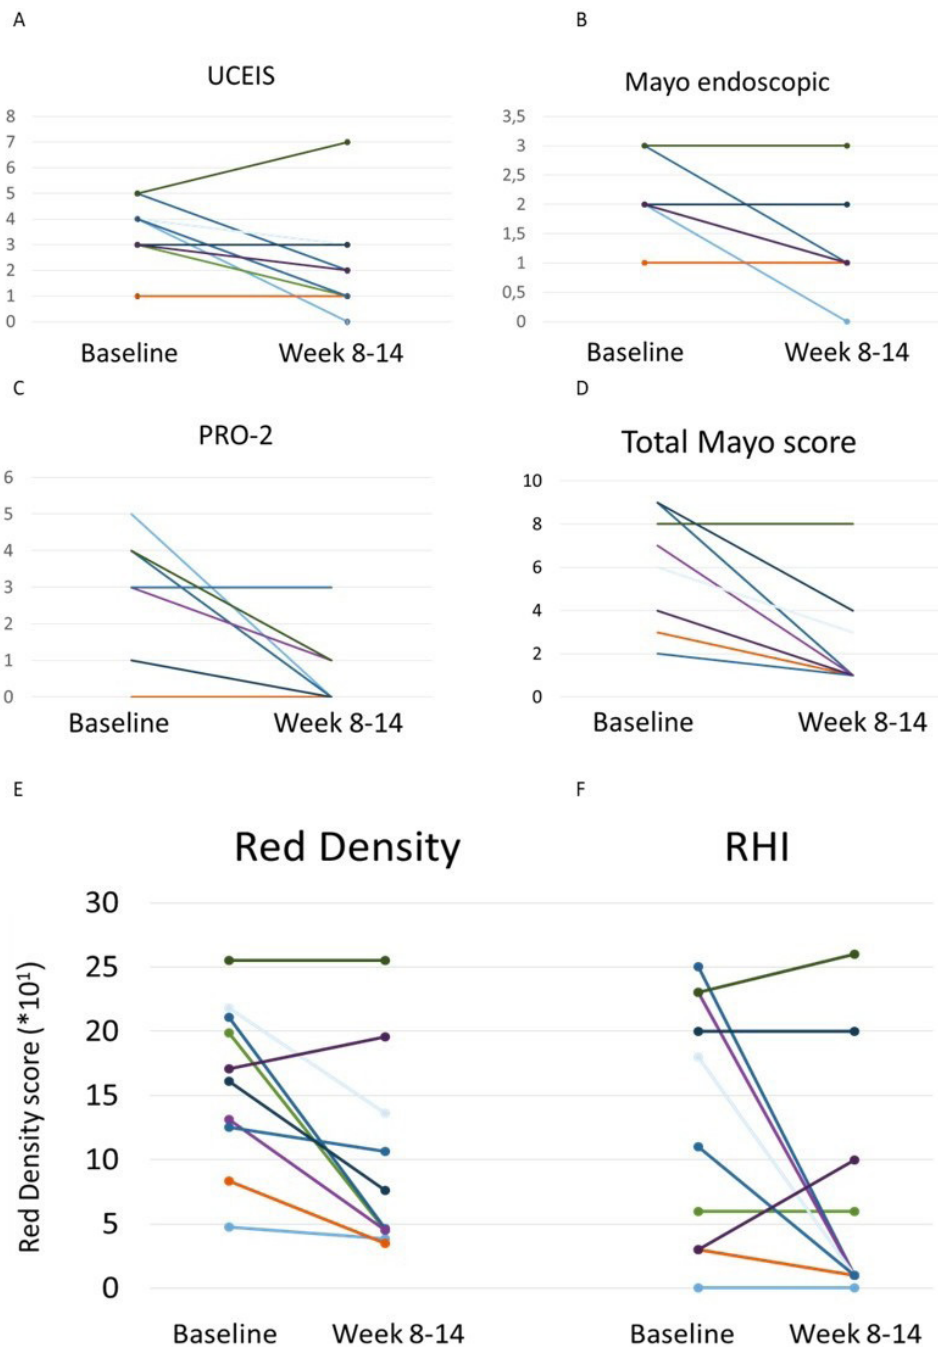 A
UCEIS
8
7
6
5
4
3
2
1
0
Baseline Week 8-14
B
Mayo endoscopic
3,5
3
2,5
2
1,5
1
0,5
0
Baseline Week 8-14
C
PRO-2
6
5
4
3
2
1
0
Baseline Week 8-14
D
Total Mayo score
10
8
6
4
2
0
Baseline Week 8-14
E
Red Density
Red Density score (*10¹)
30
25
20
15
10
5
0
Baseline Week 8-14
F
RHI
Baseline Week 8-14